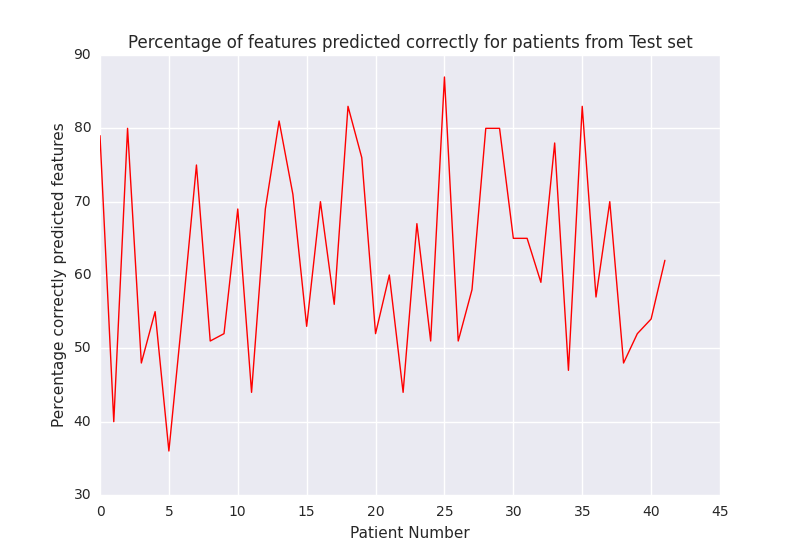 Percentage of features predicted correctly for patients from Test set
90
80
70
60
50
40
30
Percentage correctly predicted features
0 5 10 15 20 25 30 35 40 45
Patient Number